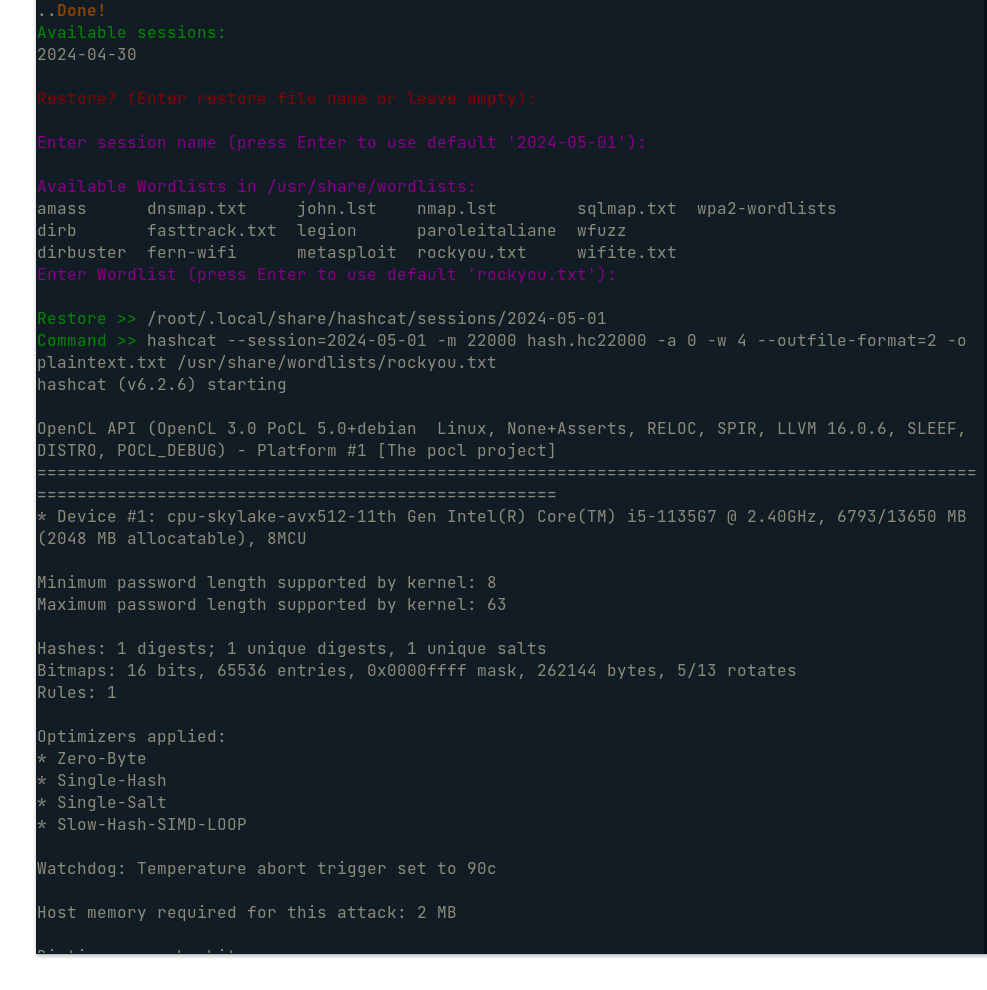 ..Done!
Available sessions:
2024-04-30
Restore? (Enter restore file name or leave empty):
Enter session name (press Enter to use default '2024-05-01'):
Available Wordlists in /usr/share/wordlists:
amass      dnsmap.txt     john.lst    nmap.lst        sqlmap.txt  wpa2-wordlists
dirb       fasttrack.txt  legion      paroleitaliane  wfuzz
dirbuster  fern-wifi      metasploit  rockyou.txt     wifite.txt
Enter Wordlist (press Enter to use default 'rockyou.txt'):
Restore >> /root/.local/share/hashcat/sessions/2024-05-01
Command >> hashcat --session=2024-05-01 -m 22000 hash.hc22000 -a 0 -w 4 --outfile-format=2 -o
plaintext.txt /usr/share/wordlists/rockyou.txt
hashcat (v6.2.6) starting
OpenCL API (OpenCL 3.0 PoCL 5.0+debian  Linux, None+Asserts, RELOC, SPIR, LLVM 16.0.6, SLEEF,
DISTRO, POCL_DEBUG) - Platform #1 [The pocl project]
==============================================================================================
====================================================
* Device #1: cpu-skylake-avx512-11th Gen Intel(R) Core(TM) i5-1135G7 @ 2.40GHz, 6793/13650 MB
(2048 MB allocatable), 8MCU
Minimum password length supported by kernel: 8
Maximum password length supported by kernel: 63
Hashes: 1 digests; 1 unique digests, 1 unique salts
Bitmaps: 16 bits, 65536 entries, 0x0000ffff mask, 262144 bytes, 5/13 rotates
Rules: 1
Optimizers applied:
* Zero-Byte
* Single-Hash
* Single-Salt
* Slow-Hash-SIMD-LOOP
Watchdog: Temperature abort trigger set to 90c
Host memory required for this attack: 2 MB